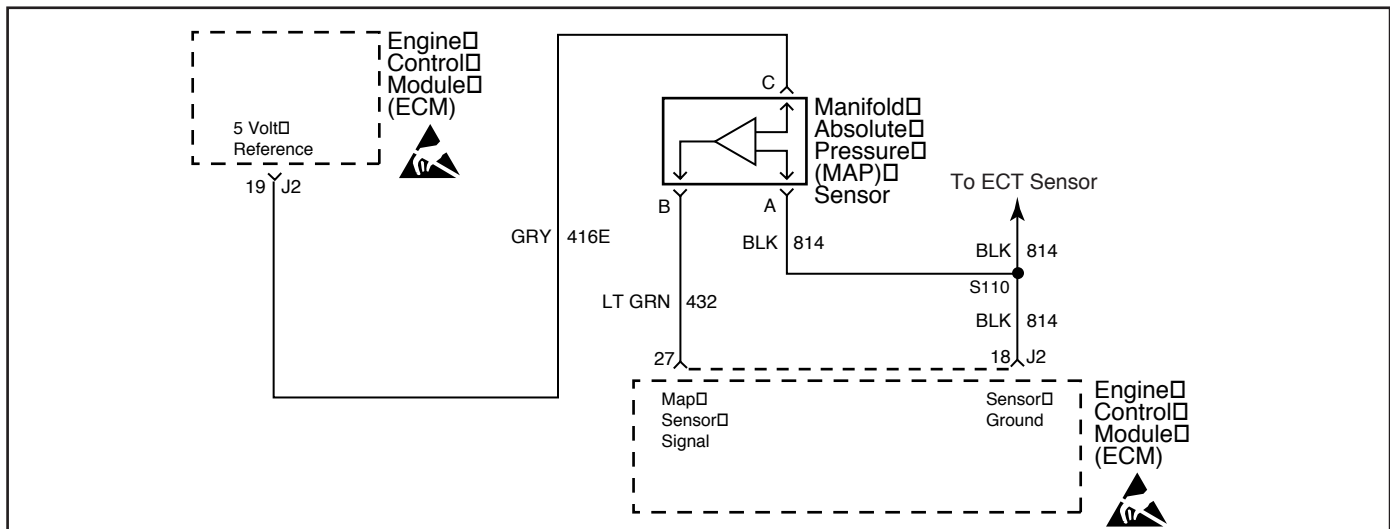 Engine□
Control□
Module□
(ECM)
5 Volt□
Reference
19 J2
GRY 416E
C
Manifold□
Absolute□
Pressure□
(MAP)□
Sensor
B
A
To ECT Sensor
BLK 814
BLK 814
S110
LT GRN 432
BLK 814
27
18 J2
Map□
Sensor□
Signal
Sensor□
Ground
Engine□
Control□
Module□
(ECM)